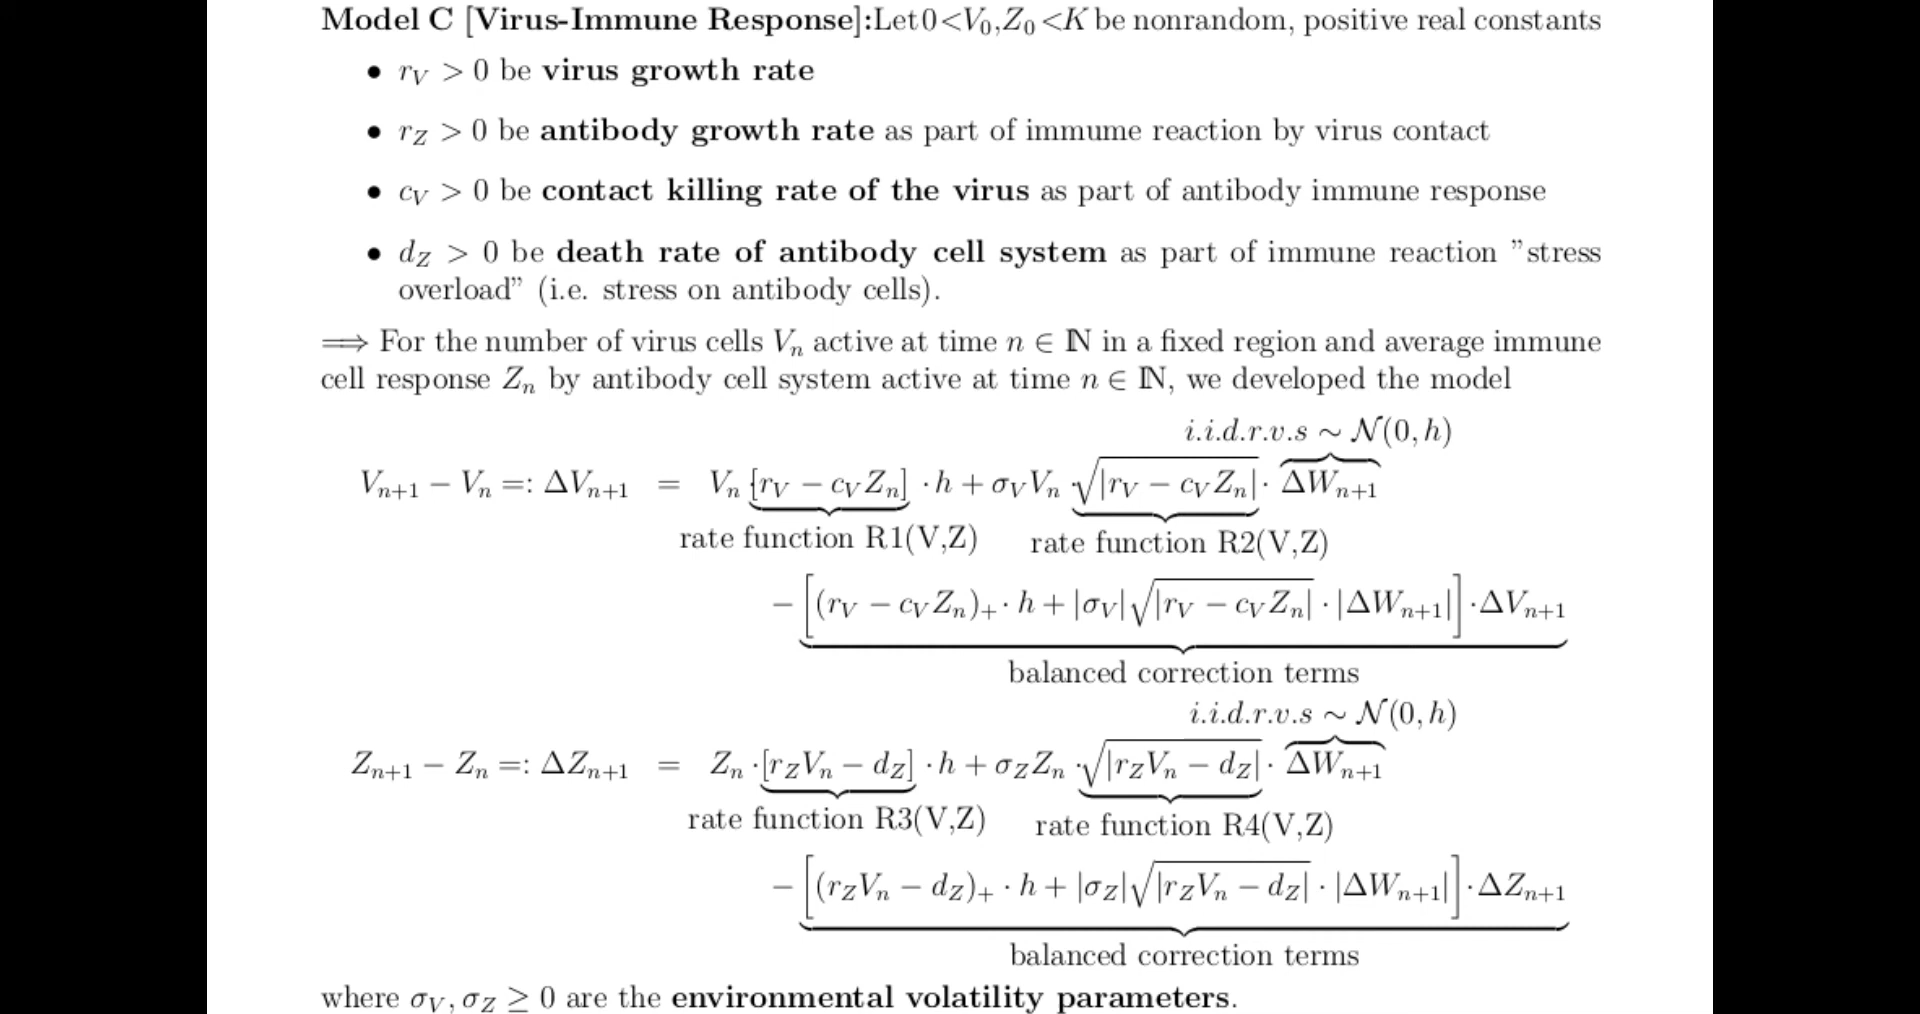 Model C [Virus-Immune Response]:Let 0<V₀,Z₀<K be nonrandom, positive real constants
• r_V > 0 be virus growth rate
• r_Z > 0 be antibody growth rate as part of immume reaction by virus contact
• c_V > 0 be contact killing rate of the virus as part of antibody immune response
• d_Z > 0 be death rate of antibody cell system as part of immune reaction ”stress
overload” (i.e. stress on antibody cells).
⟹ For the number of virus cells V_n active at time n ∈ ℕ in a fixed region and average immune
cell response Z_n by antibody cell system active at time n ∈ ℕ, we developed the model
i.i.d.r.v.s ∼ 𝒩(0, h)
V_{n+1} − V_n =: ΔV_{n+1} = V_n [r_V − c_V Z_n] · h + σ_V V_n · √|r_V − c_V Z_n| · ΔW_{n+1}
rate function R1(V,Z) rate function R2(V,Z)
− [(r_V − c_V Z_n)_+ · h + |σ_V| √|r_V − c_V Z_n| · |ΔW_{n+1}|] · ΔV_{n+1}
balanced correction terms
i.i.d.r.v.s ∼ 𝒩(0, h)
Z_{n+1} − Z_n =: ΔZ_{n+1} = Z_n · [r_Z V_n − d_Z] · h + σ_Z Z_n · √|r_Z V_n − d_Z| · ΔW_{n+1}
rate function R3(V,Z) rate function R4(V,Z)
− [(r_Z V_n − d_Z)_+ · h + |σ_Z| √|r_Z V_n − d_Z| · |ΔW_{n+1}|] · ΔZ_{n+1}
balanced correction terms
where σ_V, σ_Z ≥ 0 are the environmental volatility parameters.